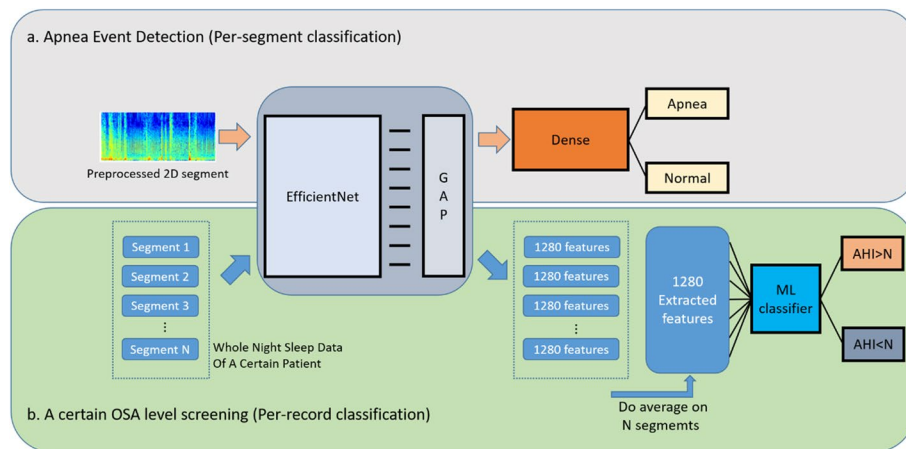 a. Apnea Event Detection (Per-segment classification)
Preprocessed 2D segment
EfficientNet
G
A
P
Dense
Apnea
Normal
Segment 1
Segment 2
Segment 3
⋮
Segment N
Whole Night Sleep Data
Of A Certain Patient
1280 features
1280 features
1280 features
⋮
1280 features
1280
Extracted
features
ML
classifier
AHI>N
AHI<N
Do average on
N segmemts
b. A certain OSA level screening (Per-record classification)